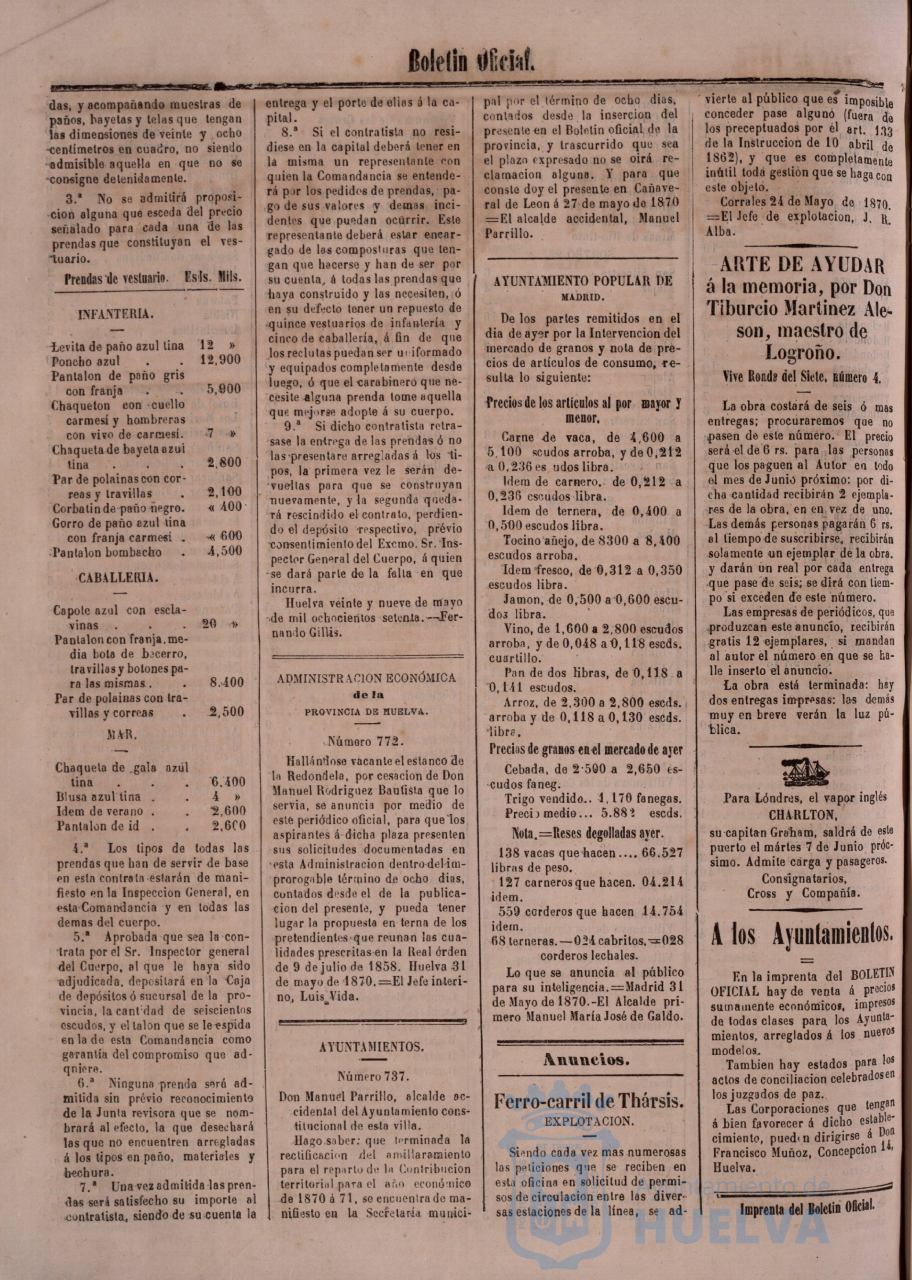 Boletin Oficial.
das, y acompañando muestras de
paños, bayetas y telas que tengan
las dimensiones de veinte y ocho
centímetros en cuadro, no siendo
admisible aquella en que no se
consigne detenidamente.
3.ª No se admitirá proposi-
cion alguna que esceda del precio
señalado para cada una de las
prendas que constituyan el ves-
tuario.
Prendas de vestuario. Esls. Mils.
INFANTERIA.
Levita de paño azul tina 12 »
Poncho azul . . 12,900
Pantalon de paño gris
con franja . . 5,900
Chaqueton con cuello
carmesí y hombreras
con vivo de carmesí. 7 »
Chaqueta de bayeta azul
tina . . . 2,800
Par de polainas con cor-
reas y travillas . 2,100
Corbatin de paño negro. « 400
Gorro de paño azul tina
con franja carmesí . « 600
Pantalon bombacho . 4,500
CABALLERIA.
Capote azul con escla-
vinas . . . 20 »
Pantalon con franja, me-
dia bota de becerro,
travillas y botones pa-
ra las mismas . . 8.400
Par de polainas con tra-
villas y correas . 2,500
MAR.
Chaqueta de gala azul
tina . . . 6.400
Blusa azul tina . . 4 »
Idem de verano . . 2,600
Pantalon de id . . 2,600
4.ª Los tipos de todas las
prendas que han de servir de base
en esta contrata estarán de mani-
fiesto en la Inspeccion General, en
esta Comandancia y en todas las
demas del cuerpo.
5.ª Aprobada que sea la con-
trata por el Sr. Inspector general
del Cuerpo, al que le haya sido
adjudicada, depositará en la Caja
de depósitos ó sucursal de la pro-
vincia, la cantidad de seiscientos
escudos, y el talon que se le espida
en la de esta Comandancia como
garantía del compromiso que ad-
quiere.
6.ª Ninguna prenda será ad-
mitida sin prévio reconocimiento
de la Junta revisora que se nom-
brará al efecto, la que desechará
las que no encuentren arregladas
á los tipos en paño, materiales y
hechura.
7.ª Una vez admitida las pren-
das será satisfecho su importe al
contratista, siendo de su cuenta la
entrega y el porte de ellas á la ca-
pital.
8.ª Si el contratista no resi-
diese en la capital deberá tener en
la misma un representante con
quien la Comandancia se entende-
rá por los pedidos de prendas, pa-
go de sus valores y demas inci-
dentes que puedan ocurrir. Este
representante deberá estar encar-
gado de las composturas que ten-
gan que hacerse y han de ser por
su cuenta, á todas las prendas que
haya construido y las necesiten, ó
en su defecto tener un repuesto de
quince vestuarios de infantería y
cinco de caballería, á fin de que
los reclutas puedan ser uniformado
y equipados completamente desde
luego, ó que el carabinero que ne-
cesite alguna prenda tome aquella
que mejorse adopte á su cuerpo.
9.ª Si dicho contratista retra-
sase la entrega de las prendas ó no
las presentare arregladas á los ti-
pos, la primera vez le serán de-
vueltas para que se construyan
nuevamente, y la segunda queda-
rá rescindido el contrato, perdien-
do el depósito respectivo, prévio
consentimiento del Excmo. Sr. Ins-
pector General del Cuerpo, á quien
se dará parte de la falta en que
incurra.
Huelva veinte y nueve de mayo
de mil ochocientos setenta.—Fer-
nando Gillis.
ADMINISTRACION ECONÓMICA
de la
PROVINCIA DE HUELVA.
Número 772.
Hallándose vacante el estanco de
la Redondela, por cesacion de Don
Manuel Rodriguez Bautista que lo
servia, se anuncia por medio de
este periódico oficial, para que los
aspirantes á dicha plaza presenten
sus solicitudes documentadas en
esta Administracion dentro del im-
prorogable término de ocho dias,
contados desde el de la publica-
cion del presente, y pueda tener
lugar la propuesta en terna de los
pretendientes que reunan las cua-
lidades prescritas en la Real órden
de 9 de julio de 1858. Huelva 31
de mayo de 1870.=El Jefe interi-
no, Luis Vida.
AYUNTAMIENTOS.
Número 737.
Don Manuel Parrillo, alcalde ac-
cidental del Ayuntamiento cons-
titucional de esta villa.
Hago saber: que terminada la
rectificacion del amillaramiento
para el reparto de la Contribucion
territorial para el año económico
de 1870 á 71, se encuentra de ma-
nifiesto en la Secretaría munici-
pal por el término de ocho dias,
contados desde la insercion del
presente en el Boletin oficial de la
provincia, y trascurrido que sea
el plazo expresado no se oirá re-
clamacion alguna. Y para que
conste doy el presente en Cañave-
ral de Leon á 27 de mayo de 1870
=El alcalde accidental, Manuel
Parrillo.
AYUNTAMIENTO POPULAR DE
MADRID.
De los partes remitidos en el
dia de ayer por la Intervencion del
mercado de granos y nota de pre-
cios de artículos de consumo, re-
sulta lo siguiente:
Precios de los artículos al por mayor y
menor.
Carne de vaca, de 4,600 a
5,100 scudos arroba, y de 0,212
a 0,236 es udos libra.
Idem de carnero, de 0,212 a
0,236 escudos libra.
Idem de ternera, de 0,400 a
0,500 escudos libra.
Tocino añejo, de 8300 a 8,400
escudos arroba.
Idem fresco, de 0,312 a 0,350
escudos libra.
Jamon, de 0,500 a 0,600 escu-
dos libra.
Vino, de 1,600 a 2,800 escudos
arroba, y de 0,048 a 0,118 escds.
cuartillo.
Pan de dos libras, de 0,118 a
0,141 escudos.
Arroz, de 2,300 a 2,800 escds.
arroba y de 0,118 a 0,130 escds.
libra.
Precios de granos en el mercado de ayer
Cebada, de 2'500 a 2,650 es-
cudos faneg.
Trigo vendido.. 1,170 fanegas.
Precio medio... 5.882 escds.
Nota.=Reses degolladas ayer.
138 vacas que hacen.... 66.527
libras de peso.
127 carneros que hacen. 04.214
idem.
559 corderos que hacen 14.754
idem.
68 terneras.—024 cabritos,=028
corderos lechales.
Lo que se anuncia al público
para su inteligencia.=Madrid 31
de Mayo de 1870.-El Alcalde pri-
mero Manuel María José de Galdo.
Anuncios.
Ferro-carril de Thársis.
EXPLOTACION.
Siendo cada vez mas numerosas
las peticiones que se reciben en
esta oficina en solicitud de permi-
sos de circulacion entre las diver-
sas estaciones de la línea, se ad-
vierte al público que es imposible
conceder pase alguno (fuera de
los preceptuados por el art. 133
de la Instruccion de 10 abril de
1862), y que es completamente
inútil toda gestion que se haga con
este objeto.
Corrales 24 de Mayo de 1870.
=El Jefe de explotacion, J. R.
Alba.
ARTE DE AYUDAR
á la memoria, por Don
Tiburcio Martinez Ale-
son, maestro de
Logroño.
Vive Ronda del Siete, número 4.
La obra costará de seis ó mas
entregas; procuraremos que no
pasen de este número. El precio
será el de 6 rs. para las personas
que los paguen al Autor en todo
el mes de Junio próximo: por di-
cha cantidad recibirán 2 ejempla-
res de la obra, en en vez de uno.
Las demás personas pagarán 6 rs.
al tiempo de suscribirse, recibirán
solamente un ejemplar de la obra,
y darán un real por cada entrega
que pase de seis; se dirá con tiem-
po si exceden de este número.
Las empresas de periódicos, que
produzcan este anuncio, recibirán
gratis 12 ejemplares, si mandan
al autor el número en que se ha-
lle inserto el anuncio.
La obra está terminada: hay
dos entregas impresas: las demás
muy en breve verán la luz pú-
blica.
Para Lóndres, el vapor inglés
CHARLTON,
su capitan Graham, saldrá de este
puerto el mártes 7 de Junio próc-
simo. Admite carga y pasageros.
Consignatarios,
Cross y Compañía.
A los Ayuntamientos.
En la imprenta del BOLETIN
OFICIAL hay de venta á precios
sumamente económicos, impresos
de todas clases para los Ayunta-
mientos, arreglados á los nuevos
modelos.
Tambien hay estados para los
actos de conciliacion celebrados en
los juzgados de paz.
Las Corporaciones que tengan
á bien favorecer á dicho estable-
cimiento, pueden dirigirse á Don
Francisco Muñoz, Concepcion 14,
Huelva.
Imprenta del Boletin Oficial.
Ayuntamiento de
HUELVA